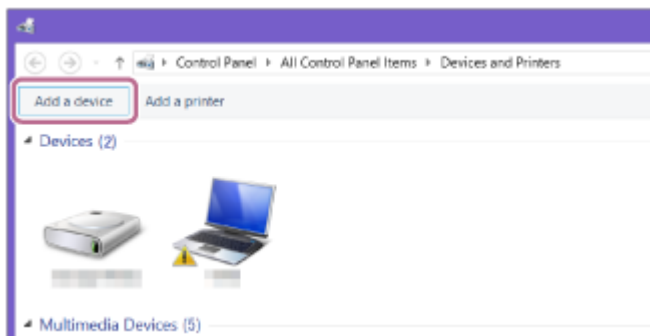 Control Panel All Control Panel Items Devices and Printers
Add a device Add a printer
Devices (2)
Multimedia Devices (5)